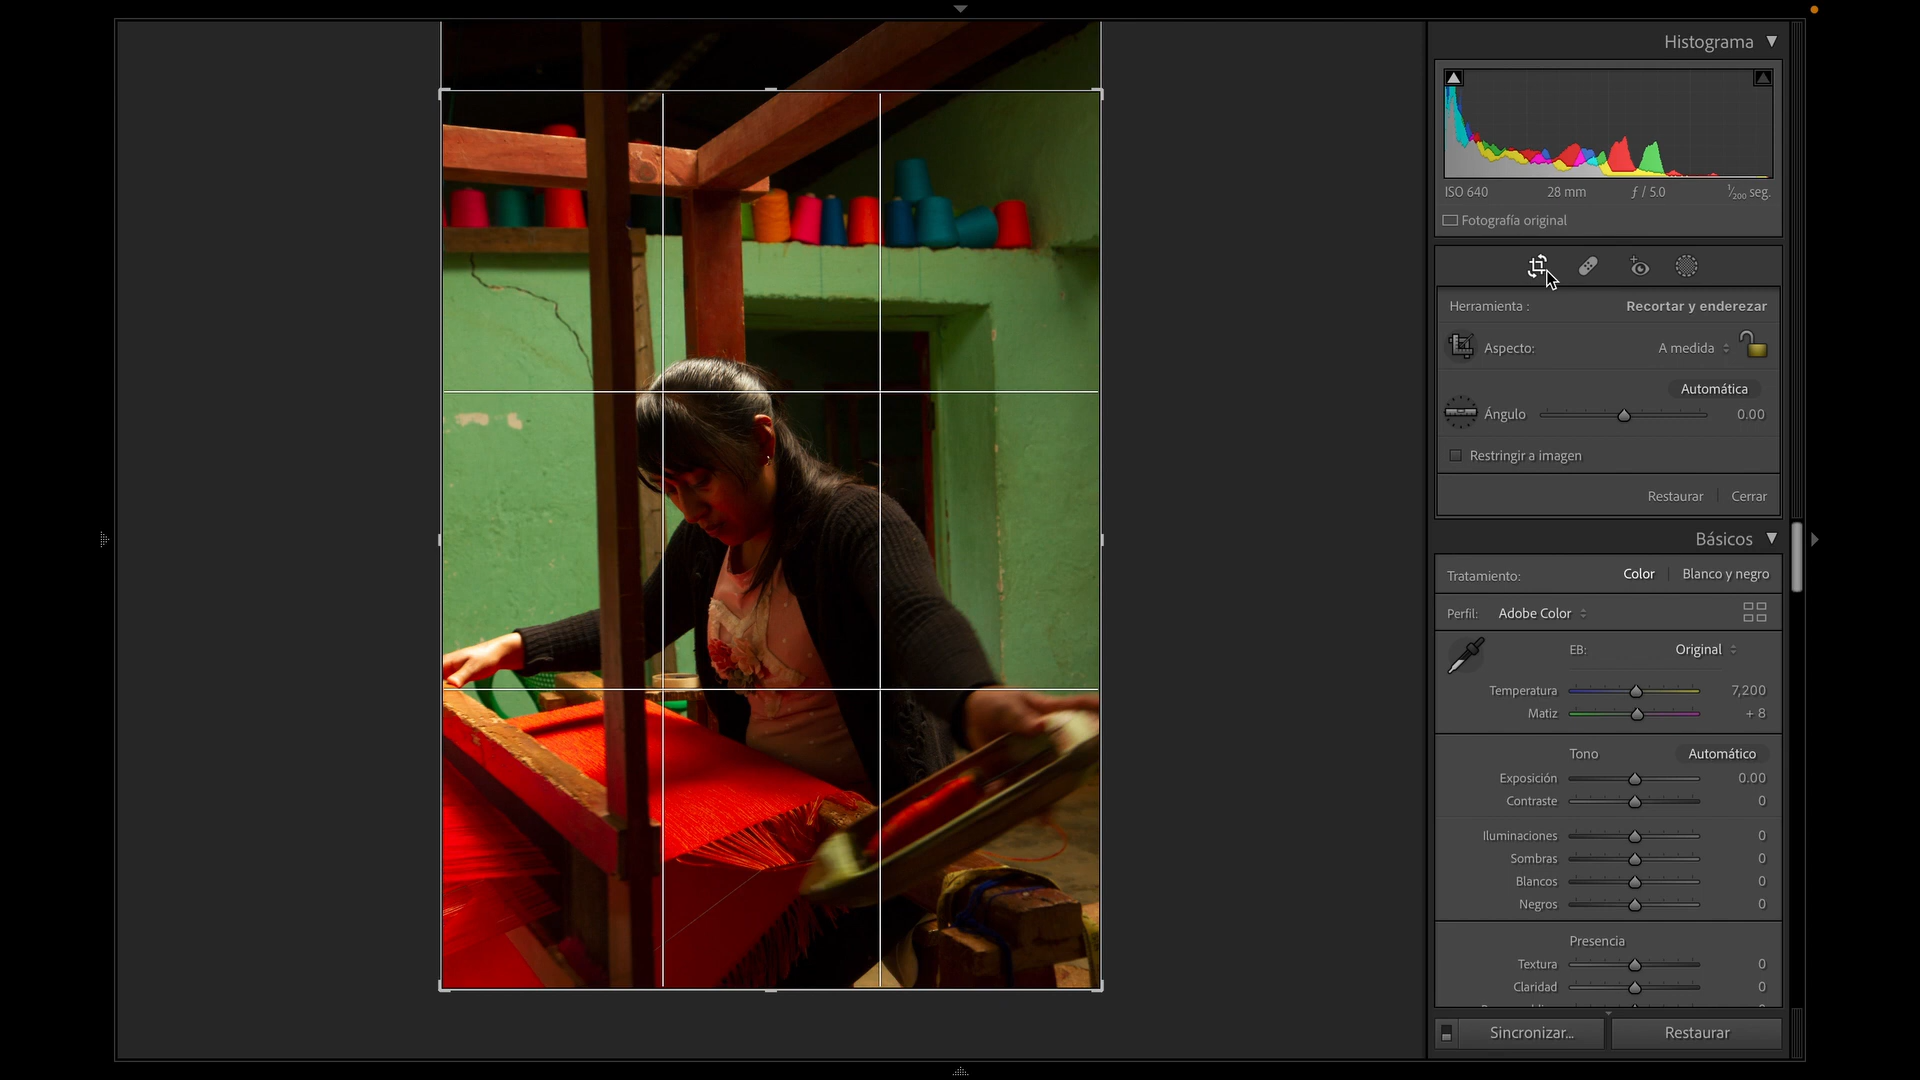 Histograma
ISO 640 28 mm ƒ / 5.0 1/200 seg.
Fotografía original
Herramienta : Recortar y enderezar
Aspecto: A medida
Automática
Ángulo 0.00
Restringir a imagen
Restaurar Cerrar
Básicos
Tratamiento: Color Blanco y negro
Perfil: Adobe Color
EB: Original
Temperatura 7,200
Matiz + 8
Tono Automático
Exposición 0.00
Contraste 0
Iluminaciones 0
Sombras 0
Blancos 0
Negros 0
Presencia
Textura 0
Claridad 0
Sincronizar... Restaurar